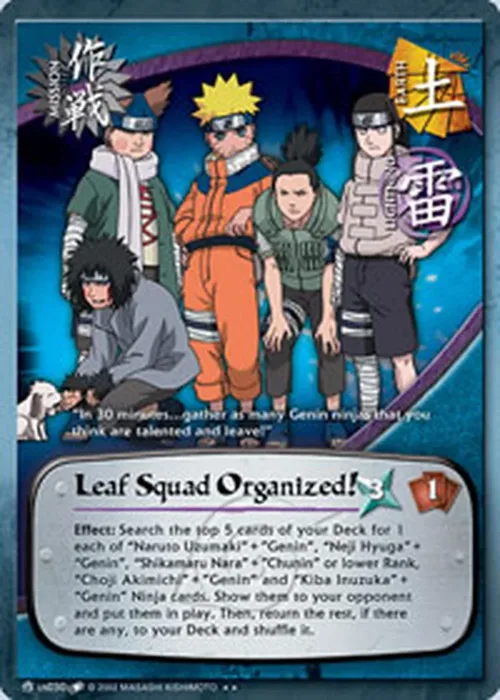 MISSION
作戦
EARTH
土
LIGHTNING
雷
"In 30 minutes...gather as many Genin ninjas that you
think are talented and leave!"
Leaf Squad Organized!
3
1
Effect: Search the top 5 cards of your Deck for 1
each of "Naruto Uzumaki" + "Genin", "Neji Hyuga" +
"Genin", "Shikamaru Nara" + "Chunin" or lower Rank,
"Choji Akimichi" + "Genin" and "Kiba Inuzuka" +
"Genin" Ninja cards. Show them to your opponent
and put them in play. Then, return the rest, if there
are any, to your Deck and shuffle it.
© 2002 MASASHI KISHIMOTO ★★